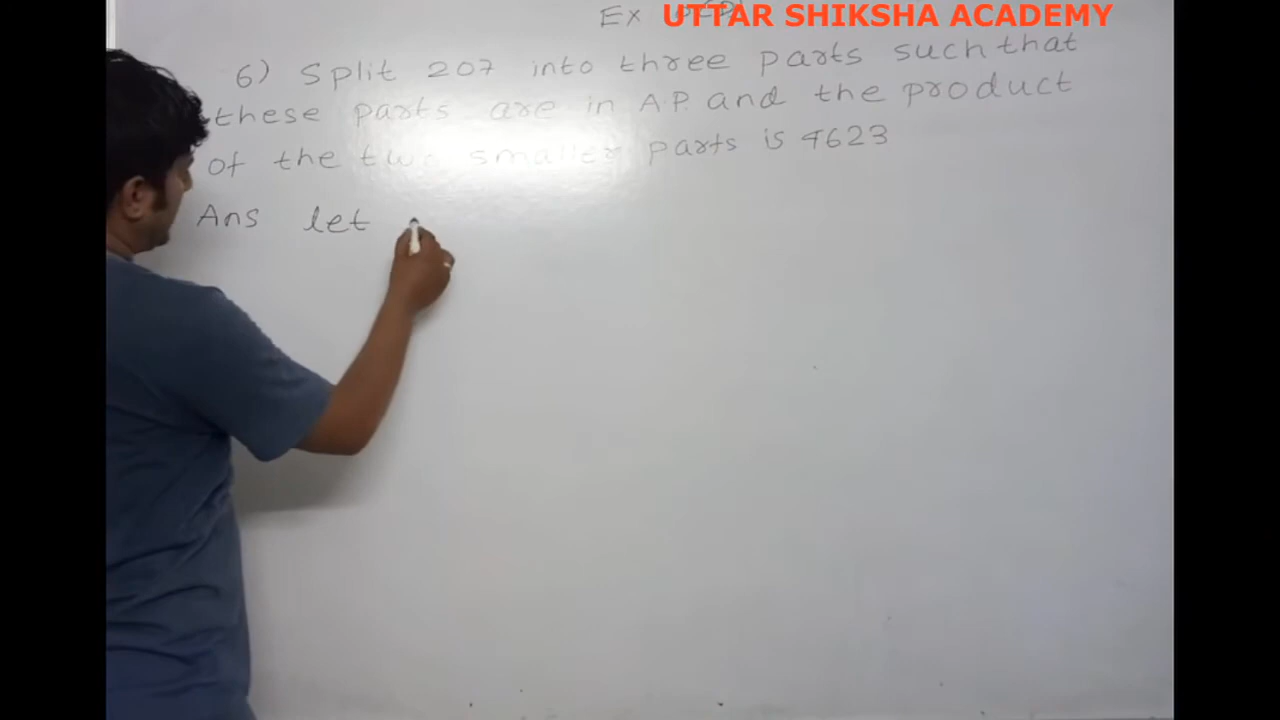 Ex
UTTAR SHIKSHA ACADEMY
6) Split 207 into three parts such that
these parts are in A.P. and the product
of the two smaller parts is 4623
Ans let